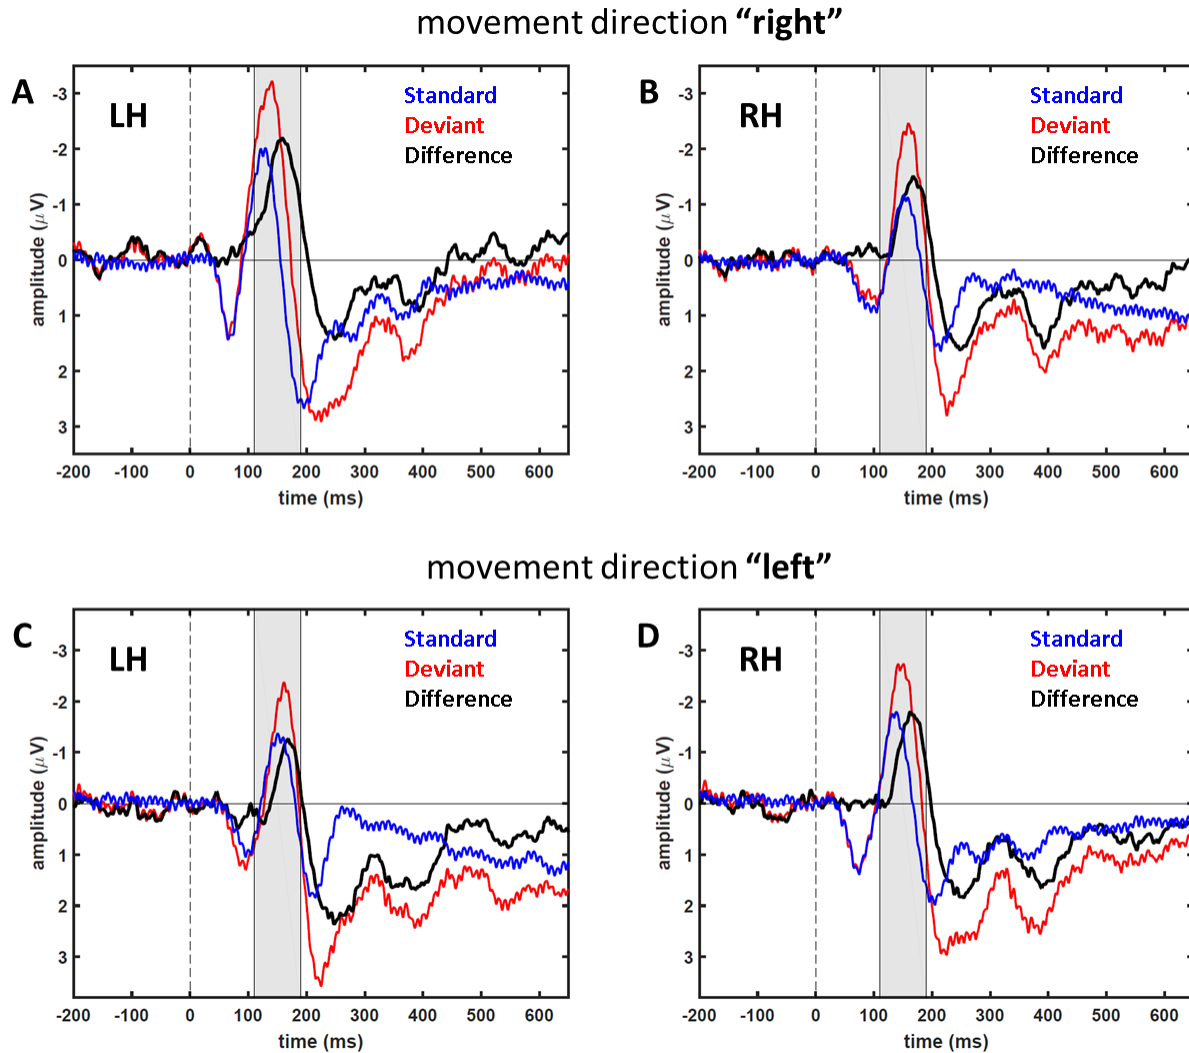 movement direction “right”
A
LH
Standard
Deviant
Difference
amplitude (μV)
-3
-2
-1
0
1
2
3
-200 -100 0 100 200 300 400 500 600
time (ms)
B
RH
Standard
Deviant
Difference
amplitude (μV)
-3
-2
-1
0
1
2
3
-200 -100 0 100 200 300 400 500 600
time (ms)
movement direction “left”
C
LH
Standard
Deviant
Difference
amplitude (μV)
-3
-2
-1
0
1
2
3
-200 -100 0 100 200 300 400 500 600
time (ms)
D
RH
Standard
Deviant
Difference
amplitude (μV)
-3
-2
-1
0
1
2
3
-200 -100 0 100 200 300 400 500 600
time (ms)